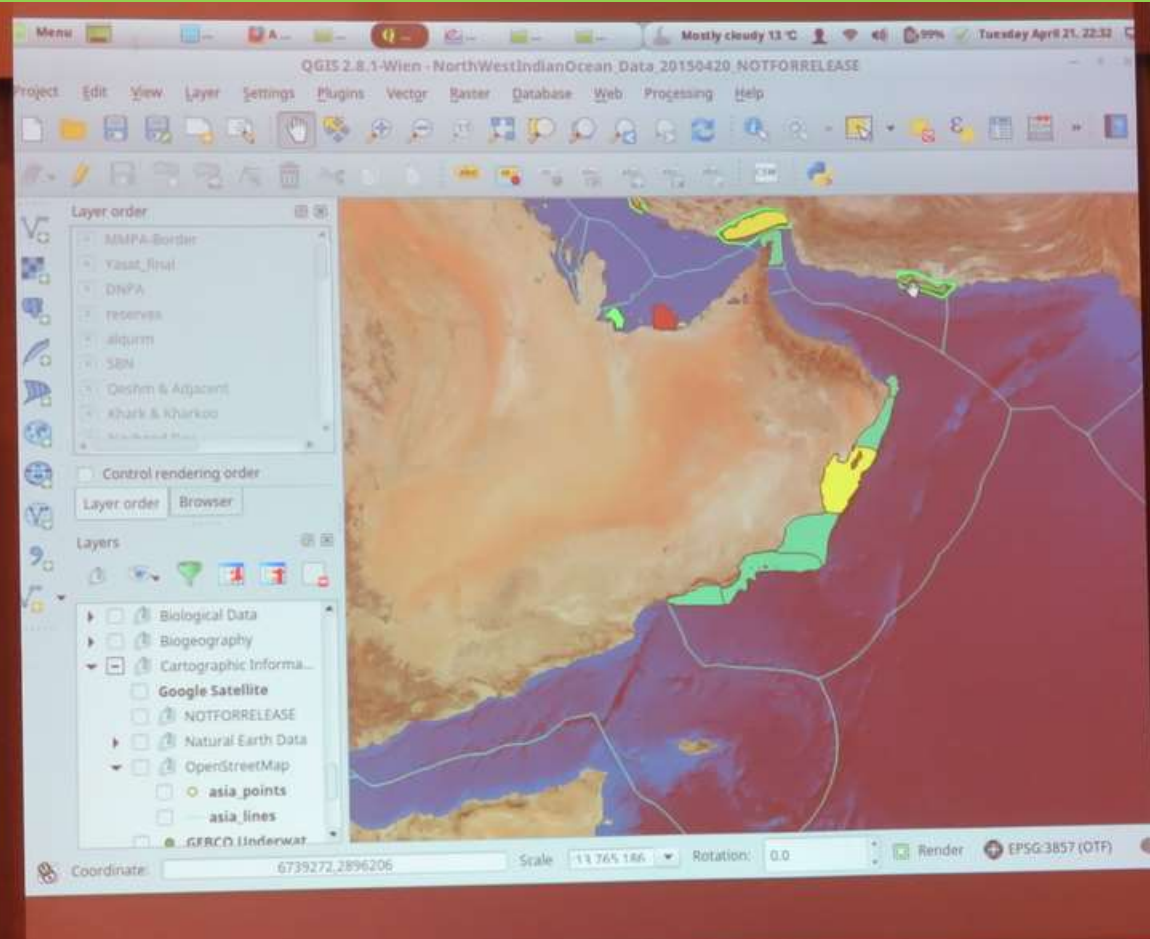 Menu A... Q ... Mostly cloudy 13 °C 99% Tuesday April 21, 22:32
QGIS 2.8.1-Wien - NorthWestIndianOcean_Data_20150420_NOTFORRELEASE
Project Edit View Layer Settings Plugins Vector Raster Database Web Processing Help
abc CSW
Layer order
MMPA-Border
Yasat_final
DNPA
reserves
alqurm
SBN
Qeshm & Adjacent
Khark & Kharkoo
Control rendering order
Layer order Browser
Layers
Biological Data
Biogeography
Cartographic Informa...
Google Satellite
NOTFORRELEASE
Natural Earth Data
OpenStreetMap
asia_points
asia_lines
GEBCO Underwat
Coordinate: 6739272,2896206 Scale 13,765,186 Rotation: 0.0 Render EPSG:3857 (OTF)